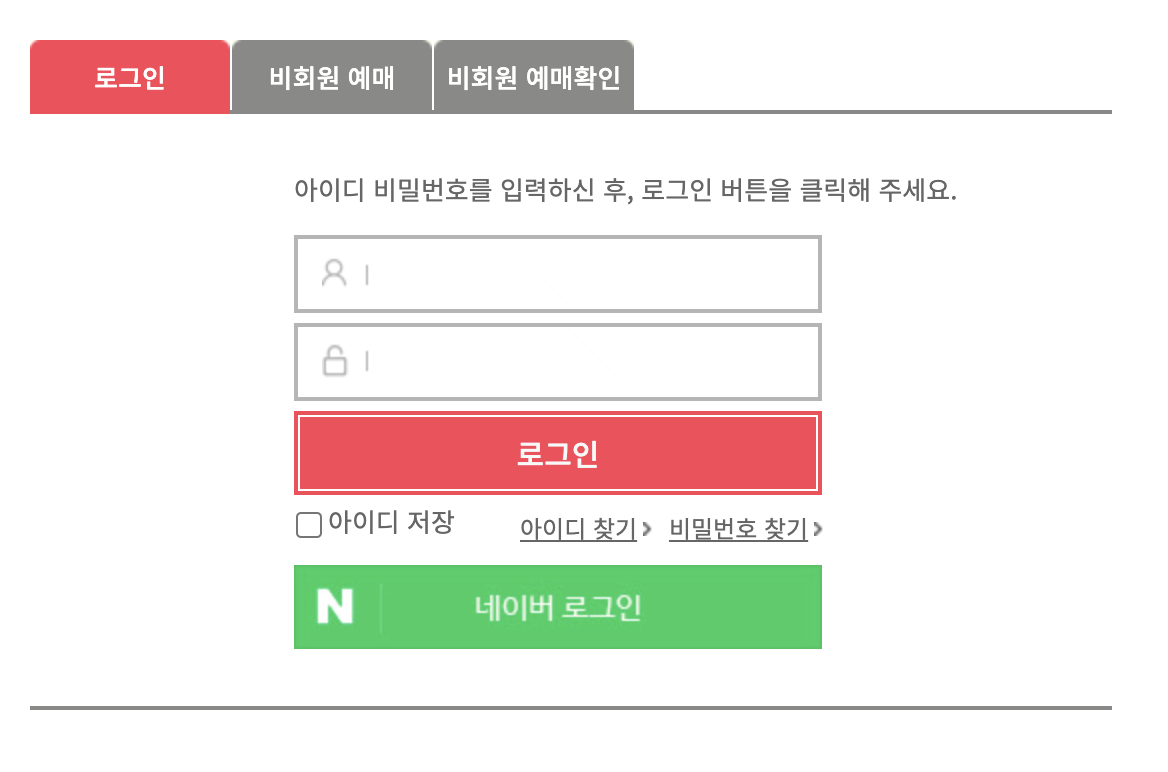 로그인
비회원 예매
비회원 예매확인
아이디 비밀번호를 입력하신 후, 로그인 버튼을 클릭해 주세요.
로그인
아이디 저장
아이디 찾기
비밀번호 찾기
N
네이버 로그인